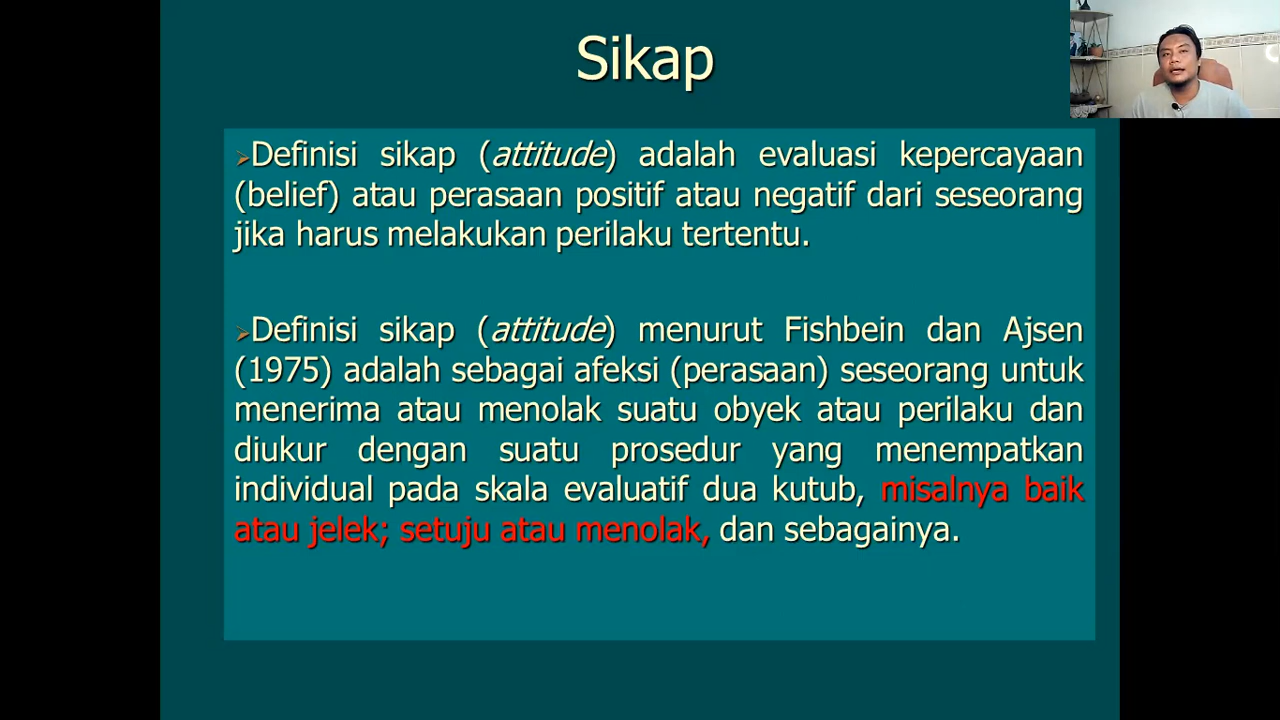 Sikap
➢Definisi sikap (attitude) adalah evaluasi kepercayaan
(belief) atau perasaan positif atau negatif dari seseorang
jika harus melakukan perilaku tertentu.
➢Definisi sikap (attitude) menurut Fishbein dan Ajsen
(1975) adalah sebagai afeksi (perasaan) seseorang untuk
menerima atau menolak suatu obyek atau perilaku dan
diukur dengan suatu prosedur yang menempatkan
individual pada skala evaluatif dua kutub, misalnya baik
atau jelek; setuju atau menolak, dan sebagainya.